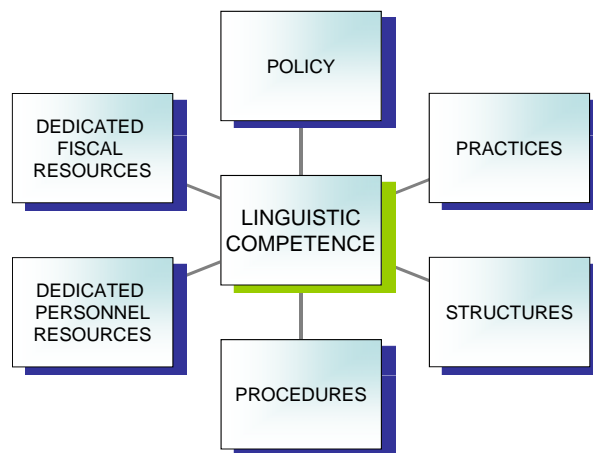 POLICY
DEDICATED
FISCAL
RESOURCES
PRACTICES
LINGUISTIC
COMPETENCE
DEDICATED
PERSONNEL
RESOURCES
STRUCTURES
PROCEDURES